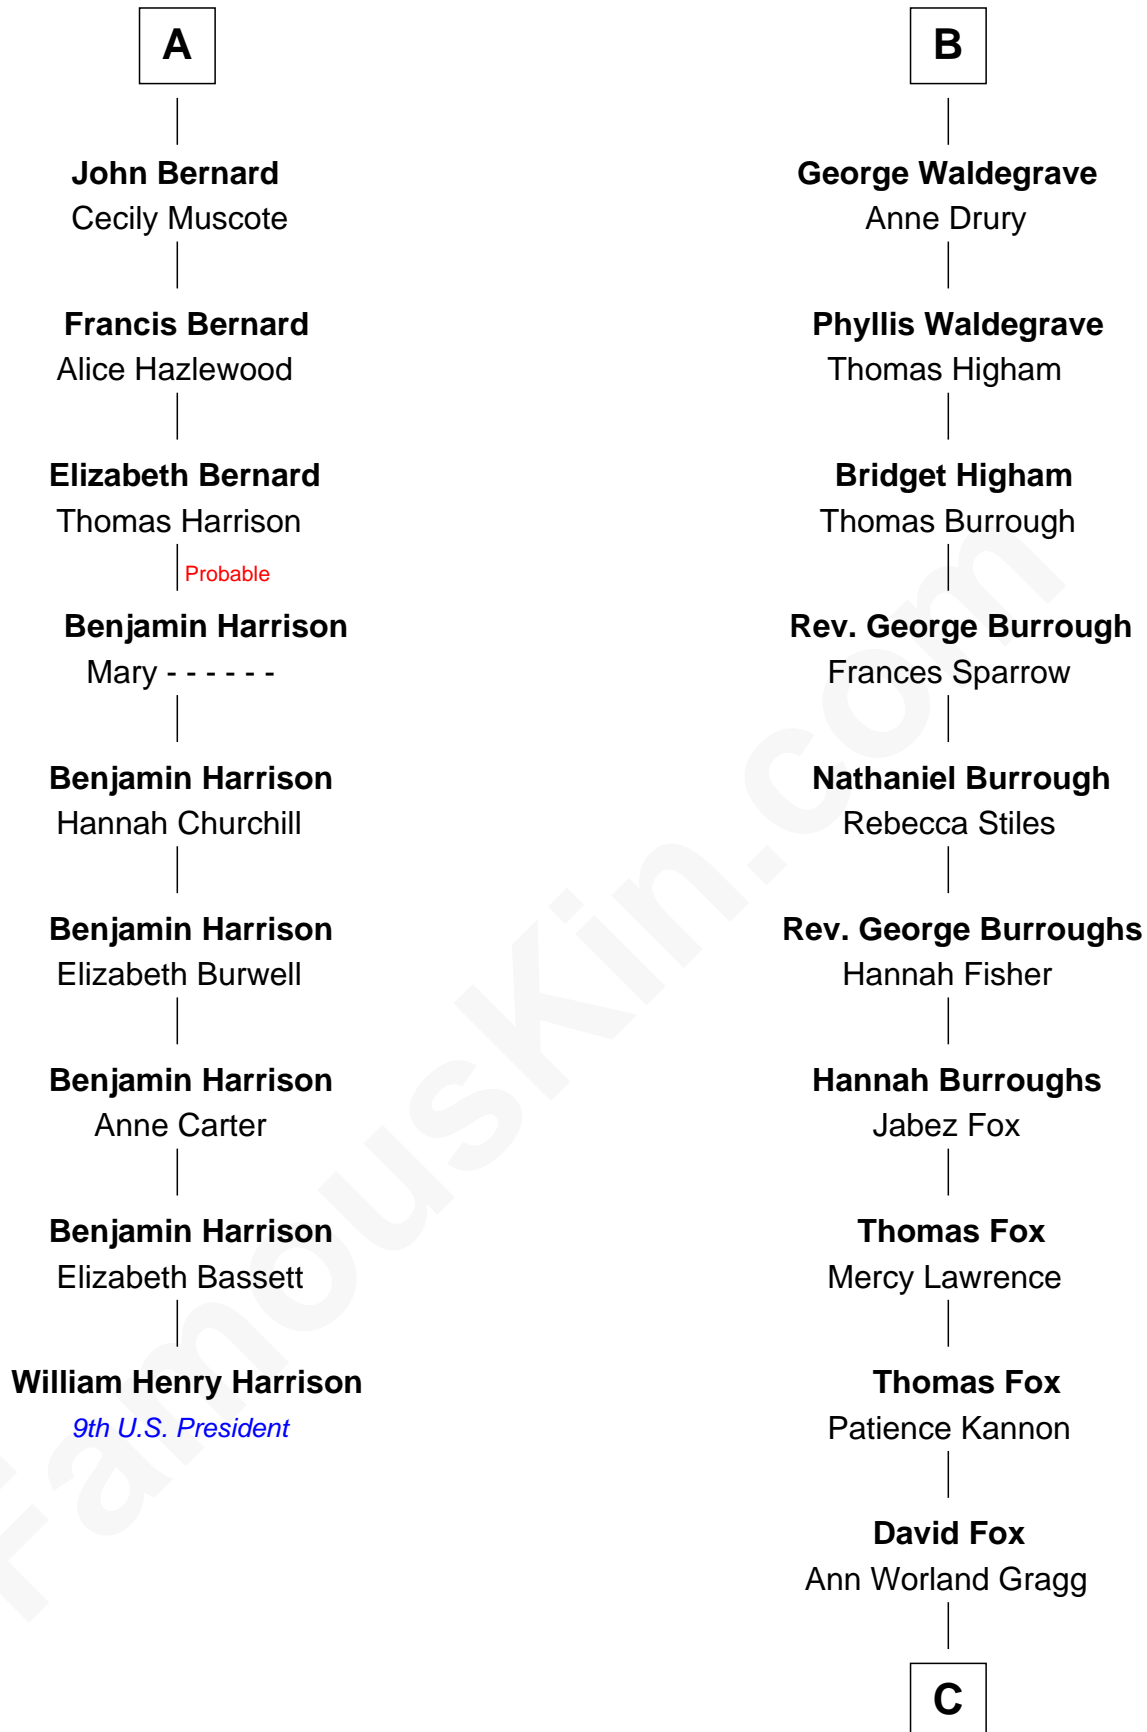 A
John Bernard
Cecily Muscote
Francis Bernard
Alice Hazlewood
Elizabeth Bernard
Thomas Harrison
Probable
Benjamin Harrison
Mary - - - - - -
Benjamin Harrison
Hannah Churchill
Benjamin Harrison
Elizabeth Burwell
Benjamin Harrison
Anne Carter
Benjamin Harrison
Elizabeth Bassett
William Henry Harrison
9th U.S. President
B
George Waldegrave
Anne Drury
Phyllis Waldegrave
Thomas Higham
Bridget Higham
Thomas Burrough
Rev. George Burrough
Frances Sparrow
Nathaniel Burrough
Rebecca Stiles
Rev. George Burroughs
Hannah Fisher
Hannah Burroughs
Jabez Fox
Thomas Fox
Mercy Lawrence
Thomas Fox
Patience Kannon
David Fox
Ann Worland Gragg
C
FamousKin.com